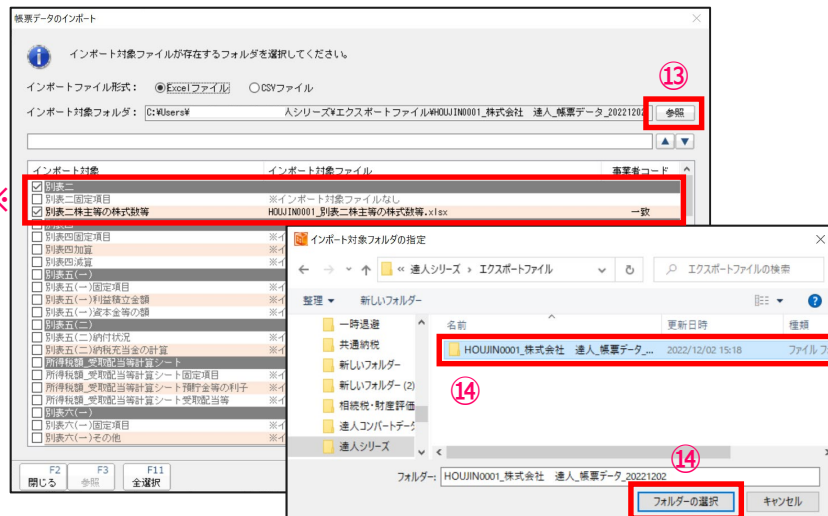 帳票データのインポート
インポート対象ファイルが存在するフォルダを選択してください。
インポートファイル形式： Excelファイル CSVファイル
⑬
インポート対象フォルダ： C:¥Users¥ 人シリーズ¥エクスポートファイル¥HOUJIN0001_株式会社 達人_帳票データ_20221202 参照
インポート対象 インポート対象ファイル 事業者コード
※
別表二
別表二固定項目 ※インポート対象ファイルなし
別表二株主等の株式数等 HOUJIN0001_別表二株主等の株式数等.xlsx 一致
別表四固定項目 ※イ
別表四加算 ※イ
別表四減算 ※イ
別表五(一)
別表五(一)固定項目 ※イ
別表五(一)利益積立金額 ※イ
別表五(一)資本金等の額 ※イ
別表五(二)
別表五(二)納付状況 ※イ
別表五(二)納税充当金の計算 ※イ
所得税額_受取配当等計算シート
所得税額_受取配当等計算シート固定項目 ※イ
所得税額_受取配当等計算シート預貯金等の利子 ※イ
所得税額_受取配当等計算シート受取配当等 ※イ
別表六(一)
別表六(一)固定項目 ※イ
別表六(一)その他 ※イ
F2 F3 F11
閉じる 参照 全選択
インポート対象フォルダの指定
« 達人シリーズ › エクスポートファイル エクスポートファイルの検索
整理 新しいフォルダー
名前 更新日時 種類
一時退避
共通納税
新しいフォルダー
新しいフォルダー (2)
相続税・財産評価
達人コンバートデータ
達人シリーズ
HOUJIN0001_株式会社 達人_帳票データ_... 2022/12/02 15:18 ファイル フ
⑭
⑭
フォルダー: HOUJIN0001_株式会社 達人_帳票データ_20221202
フォルダーの選択 キャンセル